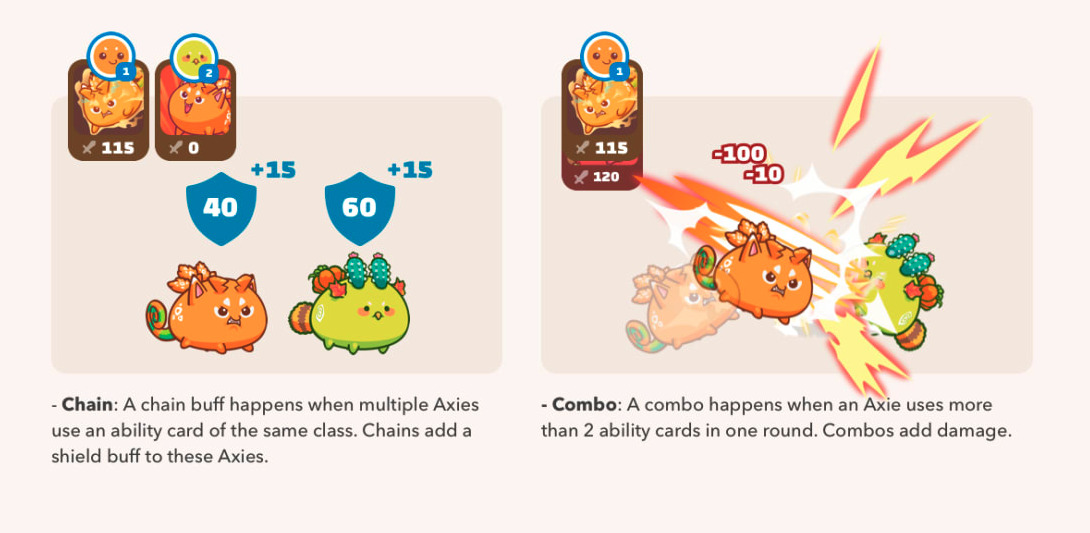 1
2
115
0
+15
+15
40
60
- Chain: A chain buff happens when multiple Axies
use an ability card of the same class. Chains add a
shield buff to these Axies.
1
115
120
-100
-10
- Combo: A combo happens when an Axie uses more
than 2 ability cards in one round. Combos add damage.